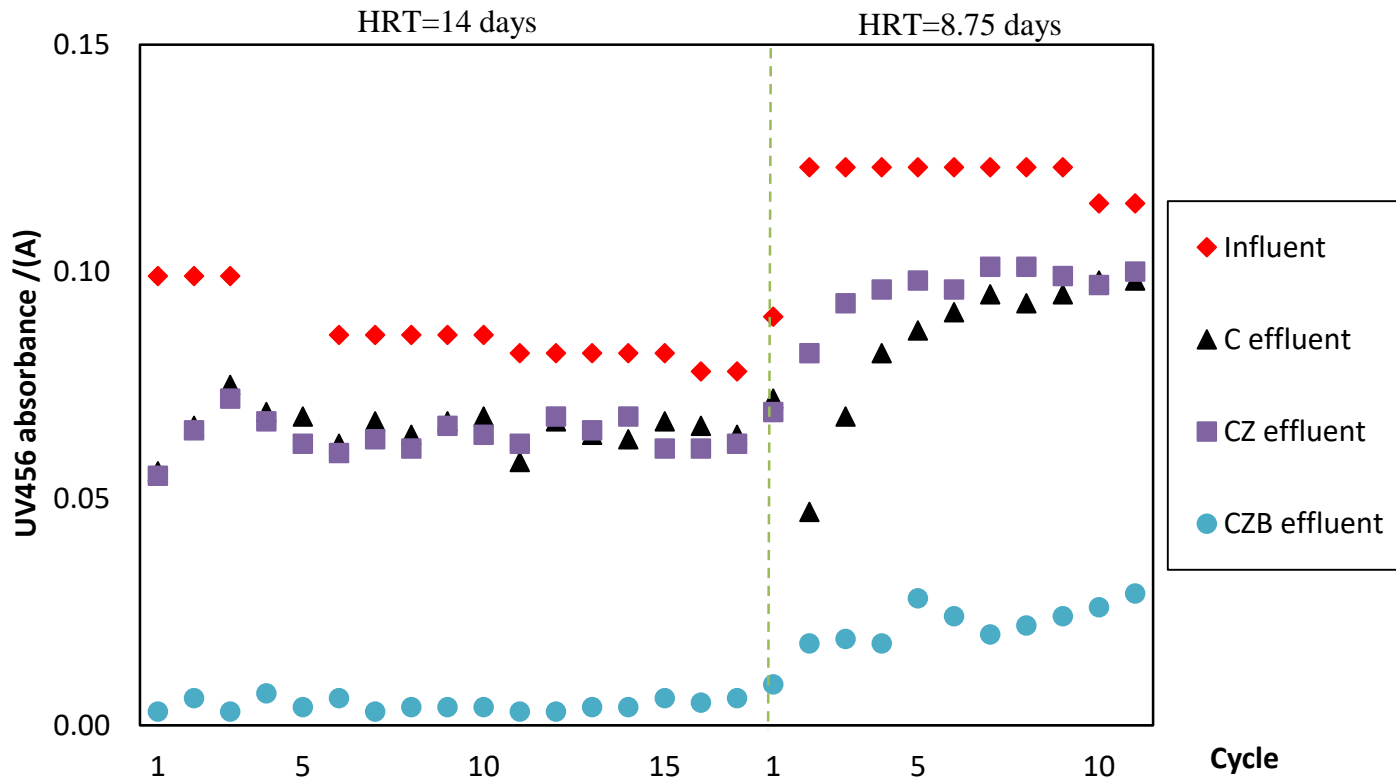 HRT=14 days
HRT=8.75 days
0.15
0.10
0.05
0.00
UV456 absorbance /(A)
1 5 10 15 1 5 10
Cycle
Influent
C effluent
CZ effluent
CZB effluent